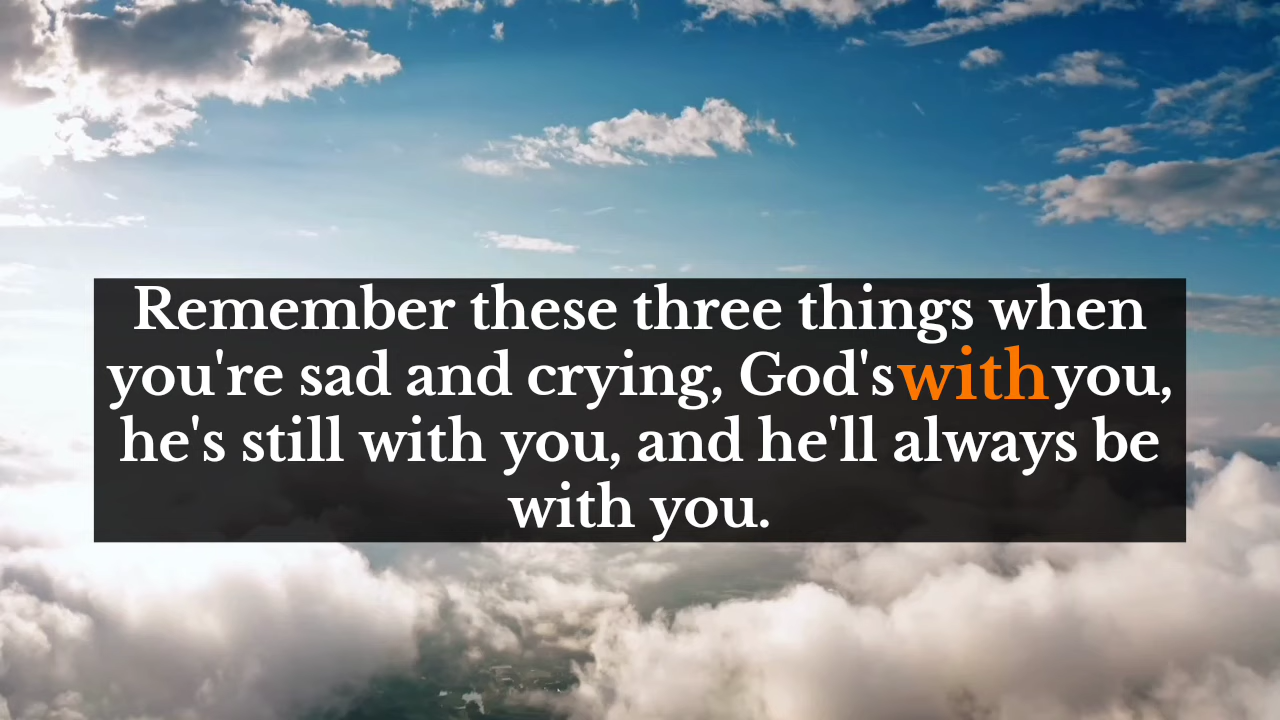 Remember these three things when
you're sad and crying, God's with you,
he's still with you, and he'll always be
with you.